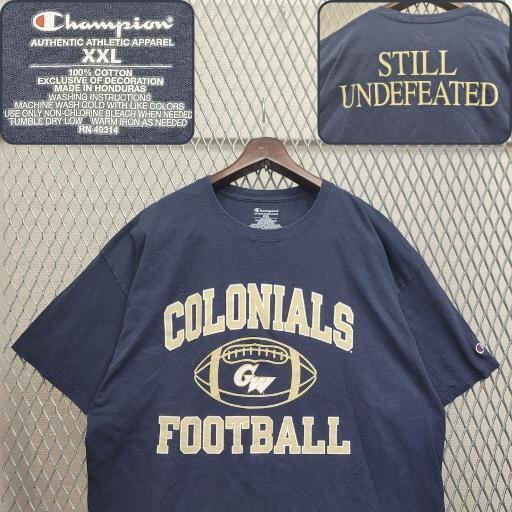 Champion
AUTHENTIC ATHLETIC APPAREL
XXL
100% COTTON
EXCLUSIVE OF DECORATION
MADE IN HONDURAS
WASHING INSTRUCTIONS
MACHINE WASH COLD WITH LIKE COLORS
USE ONLY NON-CHLORINE BLEACH WHEN NEEDED
TUMBLE DRY LOW WARM IRON AS NEEDED
RN 49314
STILL
UNDEFEATED
Champion
COLONIALS
GW
FOOTBALL